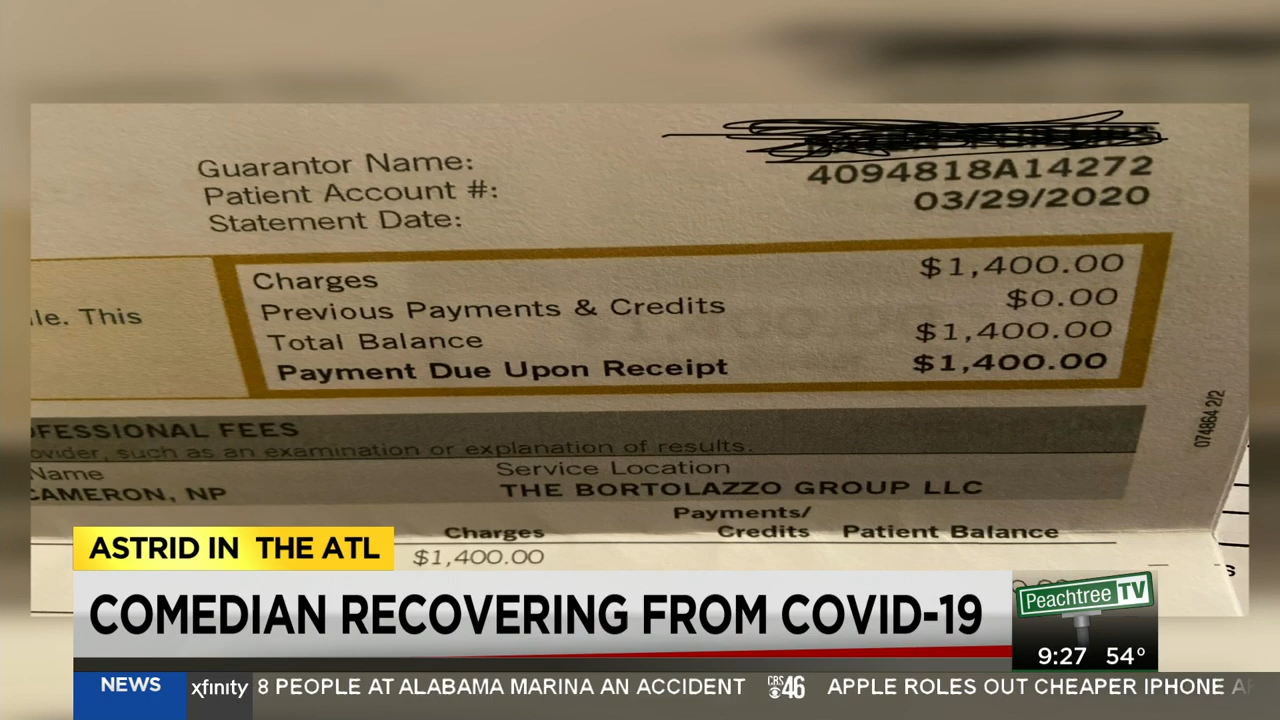 Guarantor Name:
Patient Account #:
4094818A14272
Statement Date:
03/29/2020
Charges
$1,400.00
Previous Payments & Credits
$0.00
le. This
Total Balance
$1,400.00
Payment Due Upon Receipt
$1,400.00
074864 2/2
OFESSIONAL FEES
ovider, such as an examination or explanation of results.
Name
Service Location
CAMERON, NP
THE BORTOLAZZO GROUP LLC
Charges
Payments/
Credits
Patient Balance
$1,400.00
ASTRID IN THE ATL
COMEDIAN RECOVERING FROM COVID-19
Peachtree TV
9:27 54°
NEWS
xfinity
8 PEOPLE AT ALABAMA MARINA AN ACCIDENT
CBS 46
APPLE ROLES OUT CHEAPER IPHONE